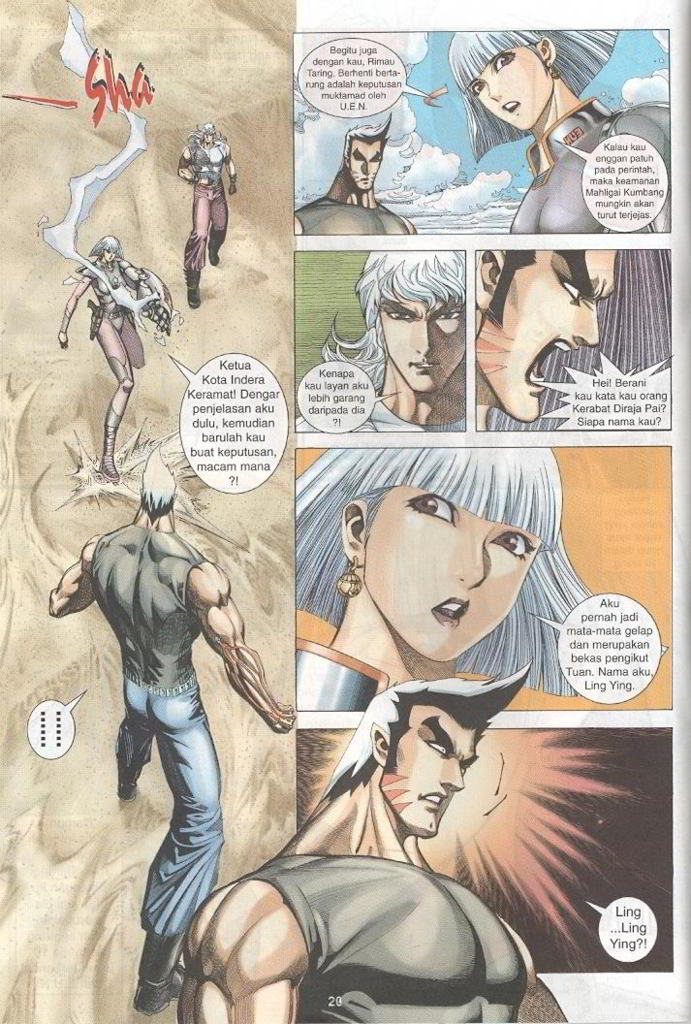 Sha
Ketua
Kota Indera
Keramat! Dengar
penjelasan aku
dulu, kemudian
barulah kau
buat keputusan,
macam mana
?!
Begitu juga
dengan kau, Rimau
Taring. Berhenti berta-
rung adalah keputusan
muktamad oleh
U.E.N.
Kalau kau
enggan patuh
pada perintah,
maka keamanan
Mahligai Kumbang
mungkin akan
turut terjejas.
Kenapa
kau layan aku
lebih garang
daripada dia
?!
Hei! Berani
kau kata kau orang
Kerabat Diraja Pai?
Siapa nama kau?
Aku
pernah jadi
mata-mata gelap
dan merupakan
bekas pengikut
Tuan. Nama aku,
Ling Ying.
Ling
...Ling
Ying?!
20